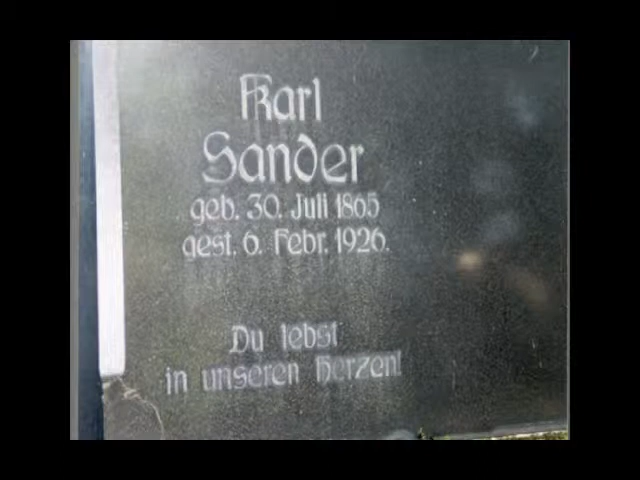 Karl
Sander
geb. 30. Juli 1865
gest. 6. Febr. 1926.
Du lebst
in unseren Herzen!